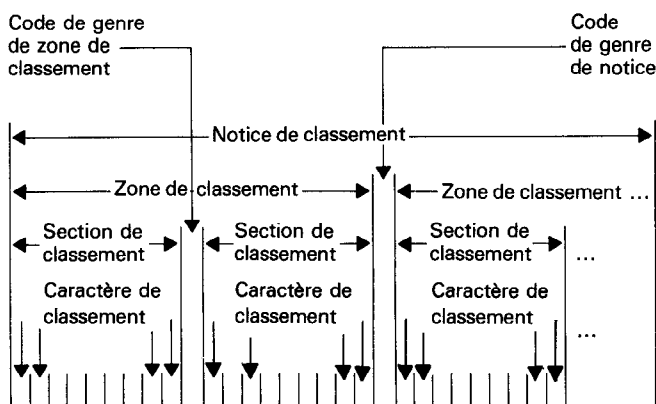 Code de genre
de zone de
classement
Code
de genre
de notice
Notice de classement
Zone de classement
Zone de classement ...
Section de
classement
Section de
classement
Section de
classement
...
Caractère de
classement
Caractère de
classement
Caractère de
classement
...